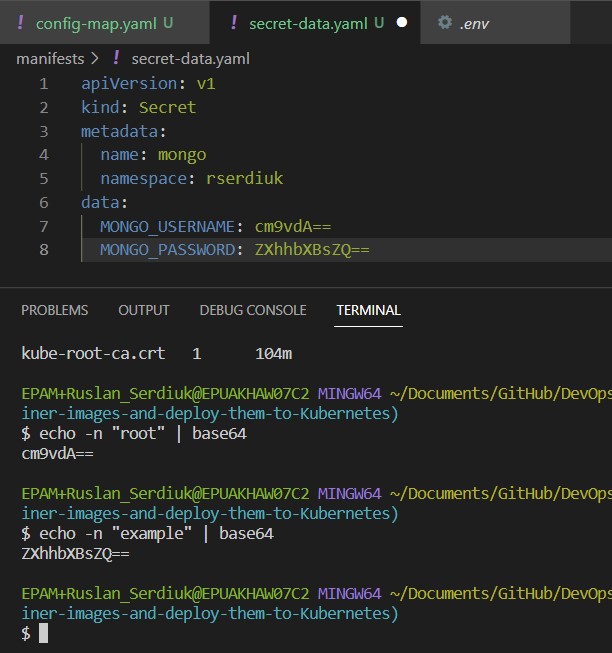 ! config-map.yaml U ! secret-data.yaml U ● .env
manifests > ! secret-data.yaml
1 apiVersion: v1
2 kind: Secret
3 metadata:
4 name: mongo
5 namespace: rserdiuk
6 data:
7 MONGO_USERNAME: cm9vdA==
8 MONGO_PASSWORD: ZXhhbXBsZQ==
PROBLEMS OUTPUT DEBUG CONSOLE TERMINAL
kube-root-ca.crt 1 104m
EPAM+Ruslan_Serdiuk@EPUAKHAW07C2 MINGW64 ~/Documents/GitHub/DevOps
iner-images-and-deploy-them-to-Kubernetes)
$ echo -n "root" | base64
cm9vdA==
EPAM+Ruslan_Serdiuk@EPUAKHAW07C2 MINGW64 ~/Documents/GitHub/DevOps
iner-images-and-deploy-them-to-Kubernetes)
$ echo -n "example" | base64
ZXhhbXBsZQ==
EPAM+Ruslan_Serdiuk@EPUAKHAW07C2 MINGW64 ~/Documents/GitHub/DevOps
iner-images-and-deploy-them-to-Kubernetes)
$